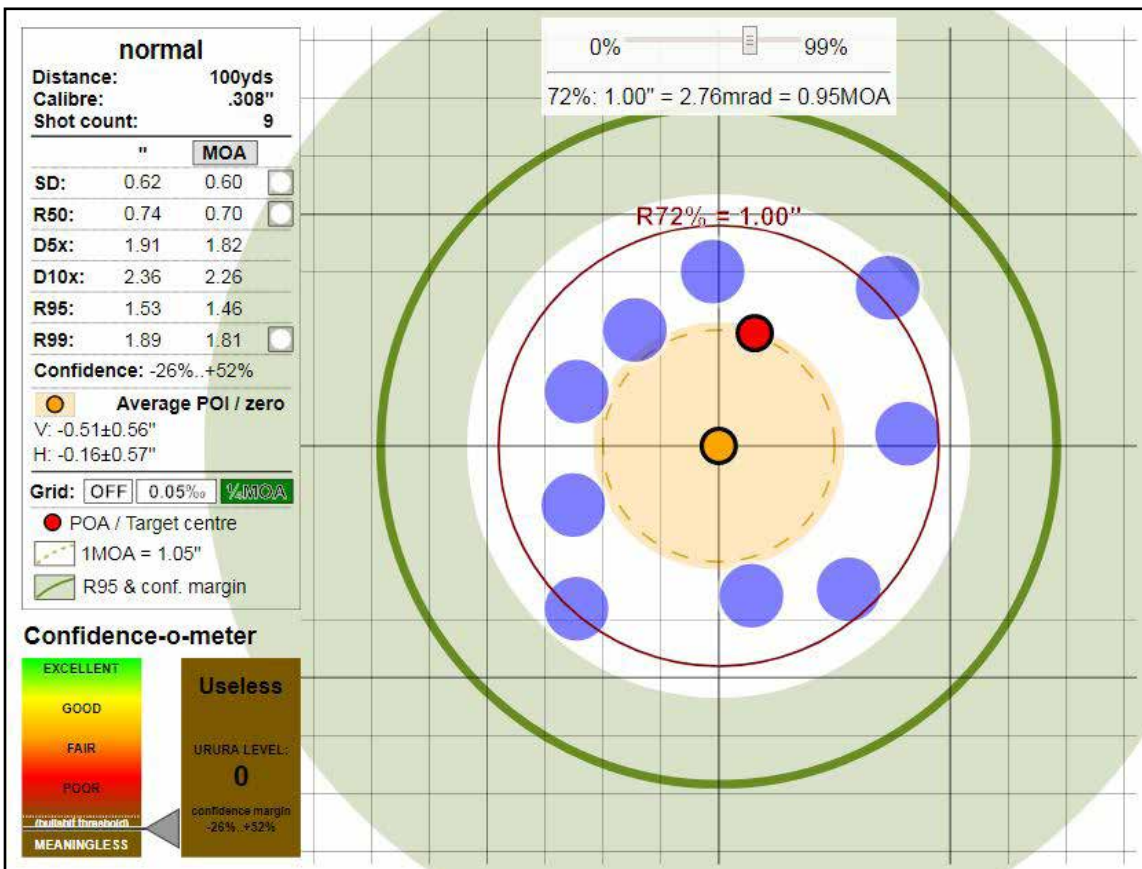 normal
Distance: 100yds
Calibre: .308"
Shot count: 9
" MOA
SD: 0.62 0.60
R50: 0.74 0.70
D5x: 1.91 1.82
D10x: 2.36 2.26
R95: 1.53 1.46
R99: 1.89 1.81
Confidence: -26%..+52%
Average POI / zero
V: -0.51±0.56"
H: -0.16±0.57"
Grid: OFF 0.05‰ ¼MOA
POA / Target centre
1MOA = 1.05"
R95 & conf. margin
0% 99%
72%: 1.00" = 2.76mrad = 0.95MOA
R72% = 1.00"
Confidence-o-meter
EXCELLENT
GOOD
FAIR
POOR
MEANINGLESS
Useless
URURA LEVEL:
0
confidence margin
-26%..+52%